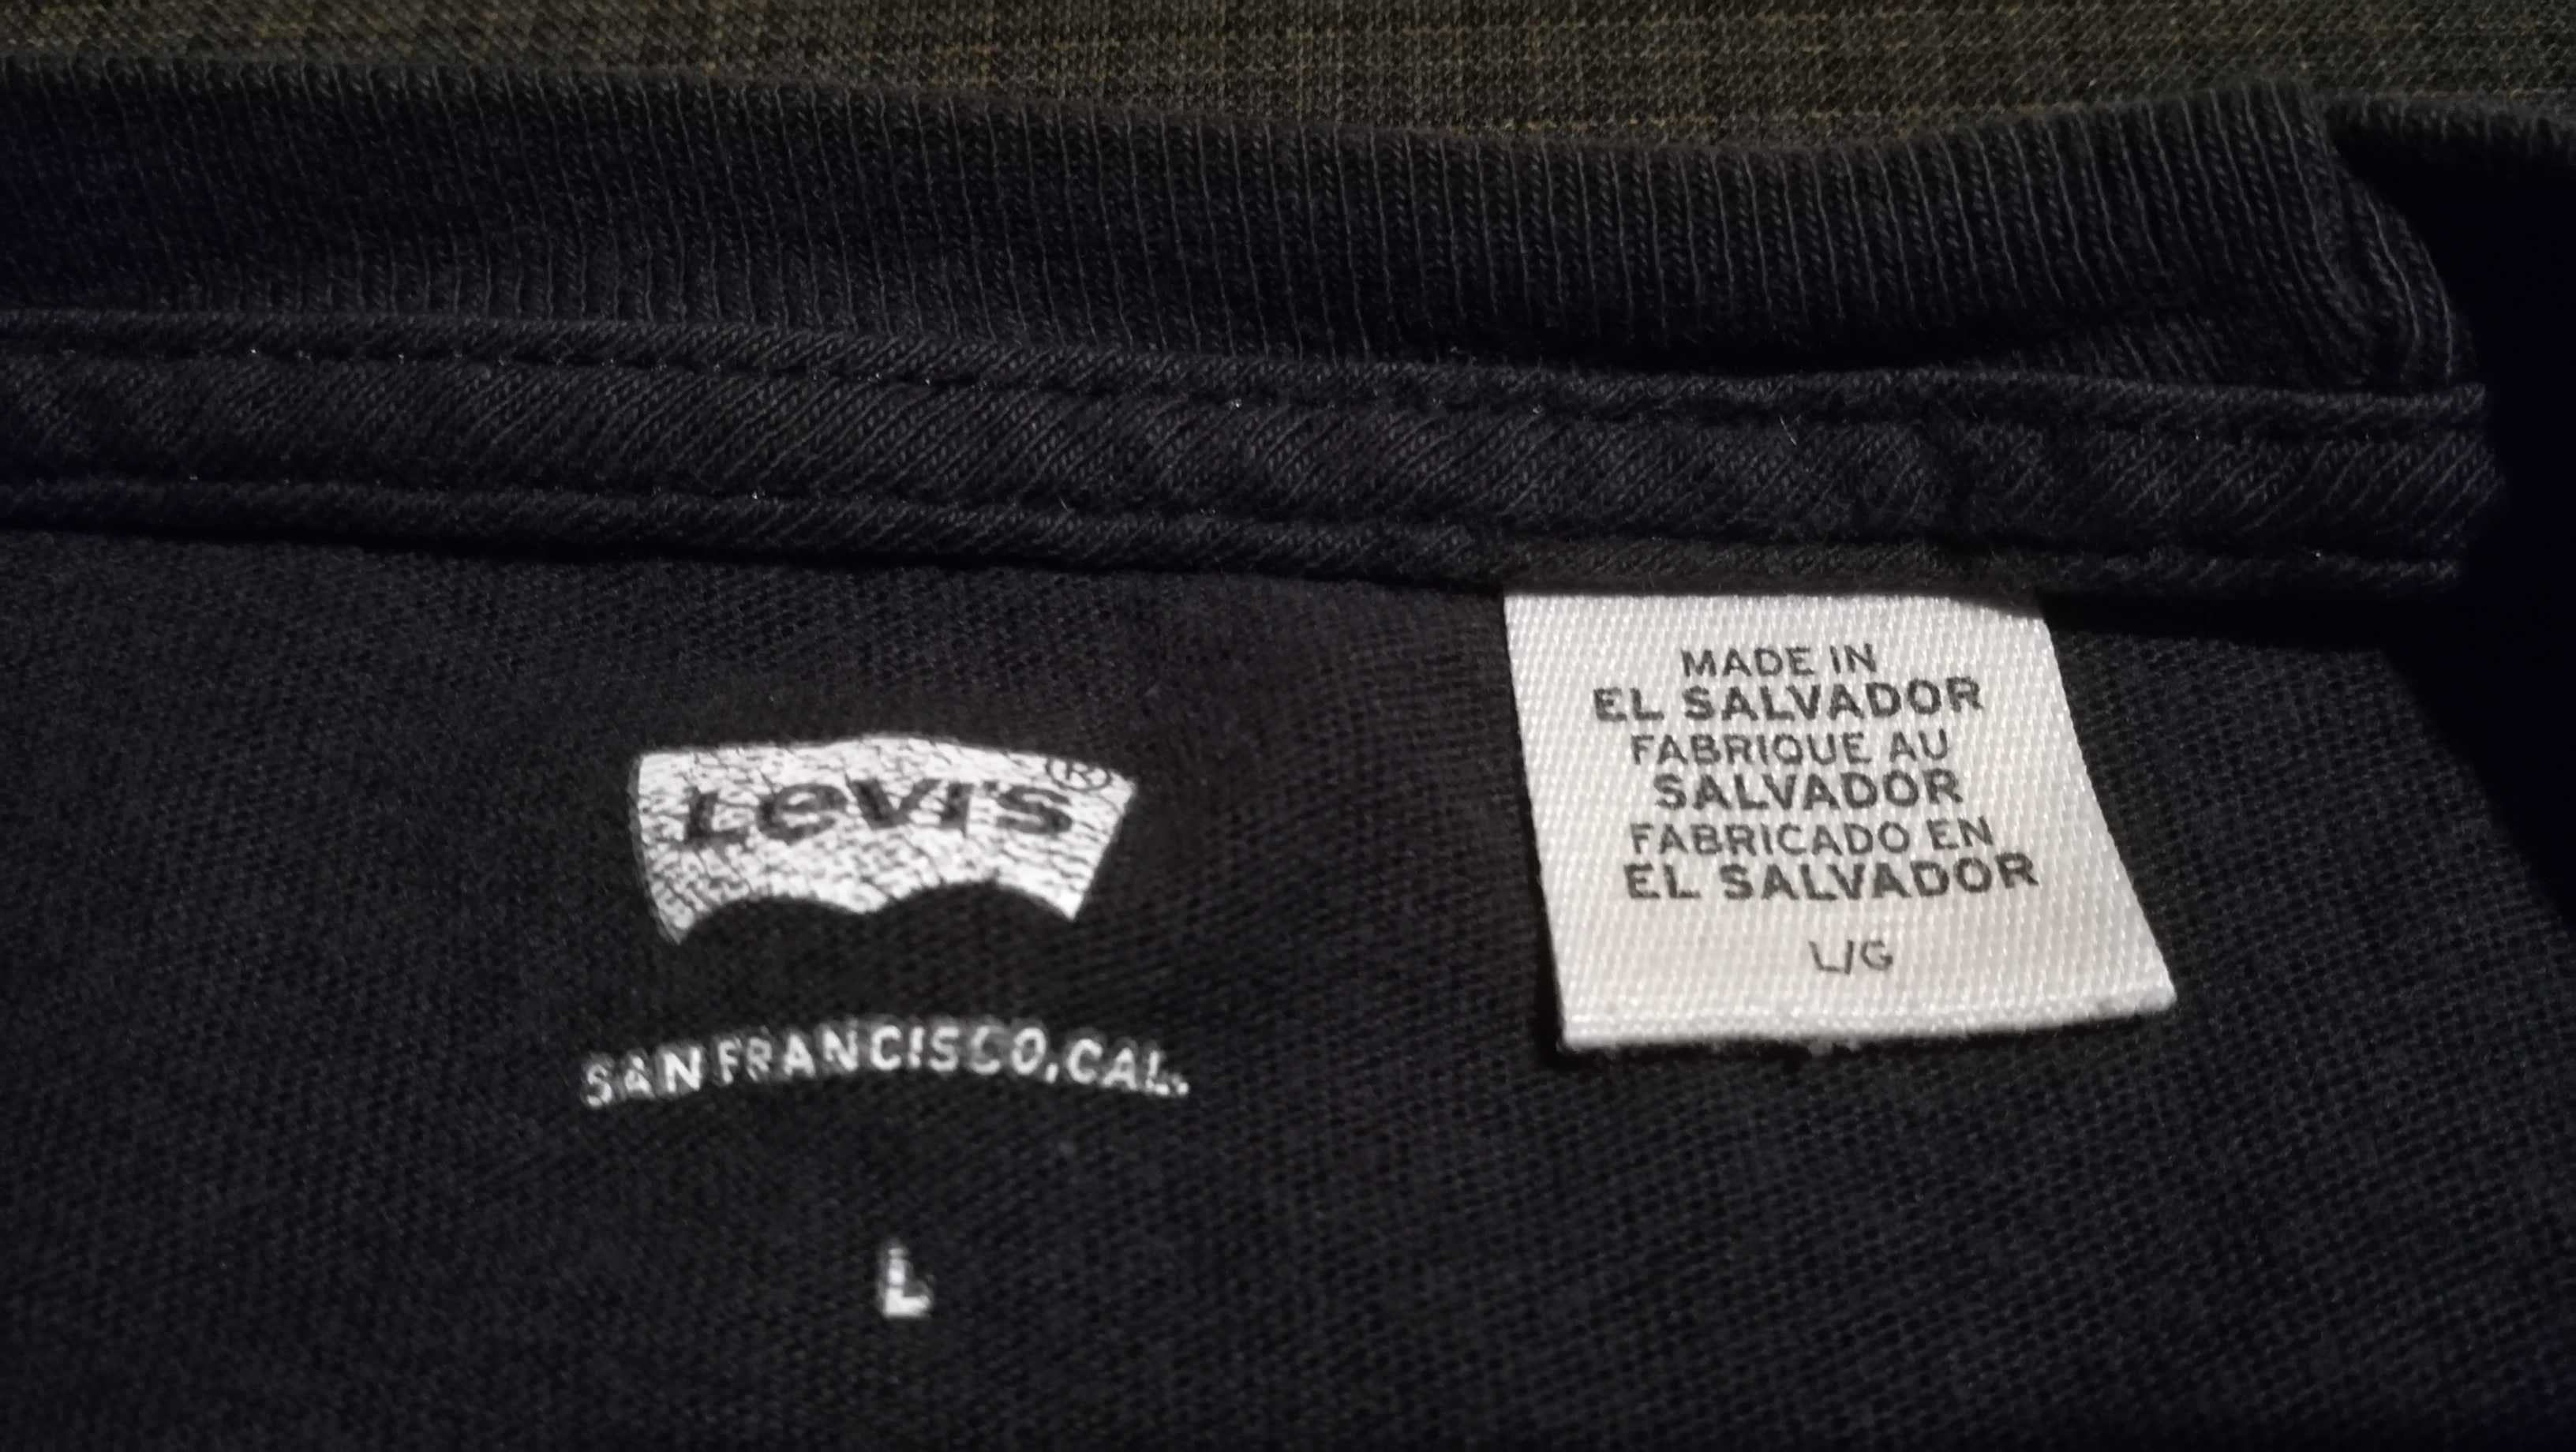 Levi's®
SAN FRANCISCO, CAL.
L
MADE IN
EL SALVADOR
FABRIQUE AU
SALVADOR
FABRICADO EN
EL SALVADOR
L/G